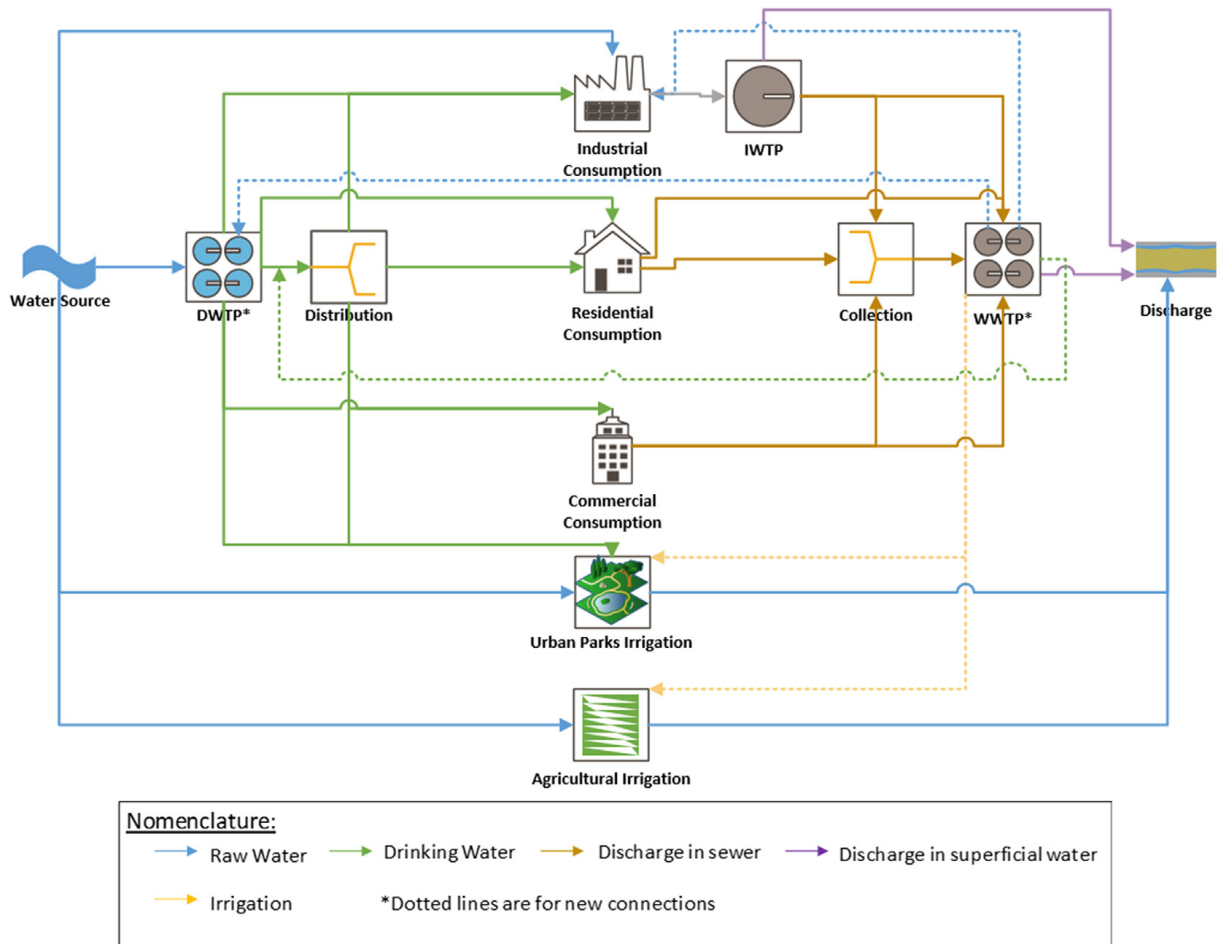 Industrial
Consumption
IWTP
Water Source
DWTP*
Distribution
Residential
Consumption
Collection
WWTP*
Discharge
Commercial
Consumption
Urban Parks Irrigation
Agricultural Irrigation
Nomenclature:
Raw Water
Drinking Water
Discharge in sewer
Discharge in superficial water
Irrigation
*Dotted lines are for new connections